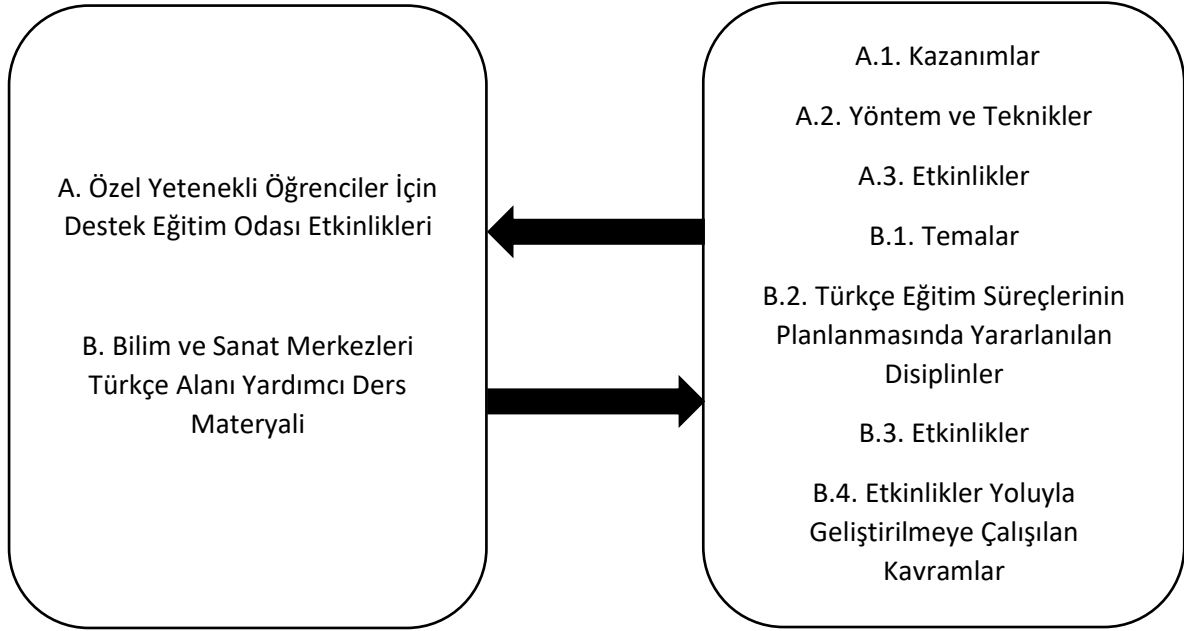 A. Özel Yetenekli Öğrenciler İçin
Destek Eğitim Odası Etkinlikleri
B. Bilim ve Sanat Merkezleri
Türkçe Alanı Yardımcı Ders
Materyali
A.1. Kazanımlar
A.2. Yöntem ve Teknikler
A.3. Etkinlikler
B.1. Temalar
B.2. Türkçe Eğitim Süreçlerinin
Planlanmasında Yararlanılan
Disiplinler
B.3. Etkinlikler
B.4. Etkinlikler Yoluyla
Geliştirilmeye Çalışılan
Kavramlar